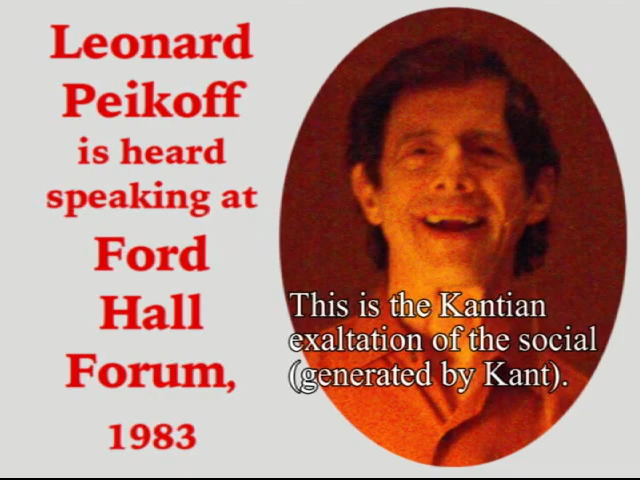 Leonard
Peikoff
is heard
speaking at
Ford
Hall
Forum,
1983
This is the Kantian
exaltation of the social
(generated by Kant).